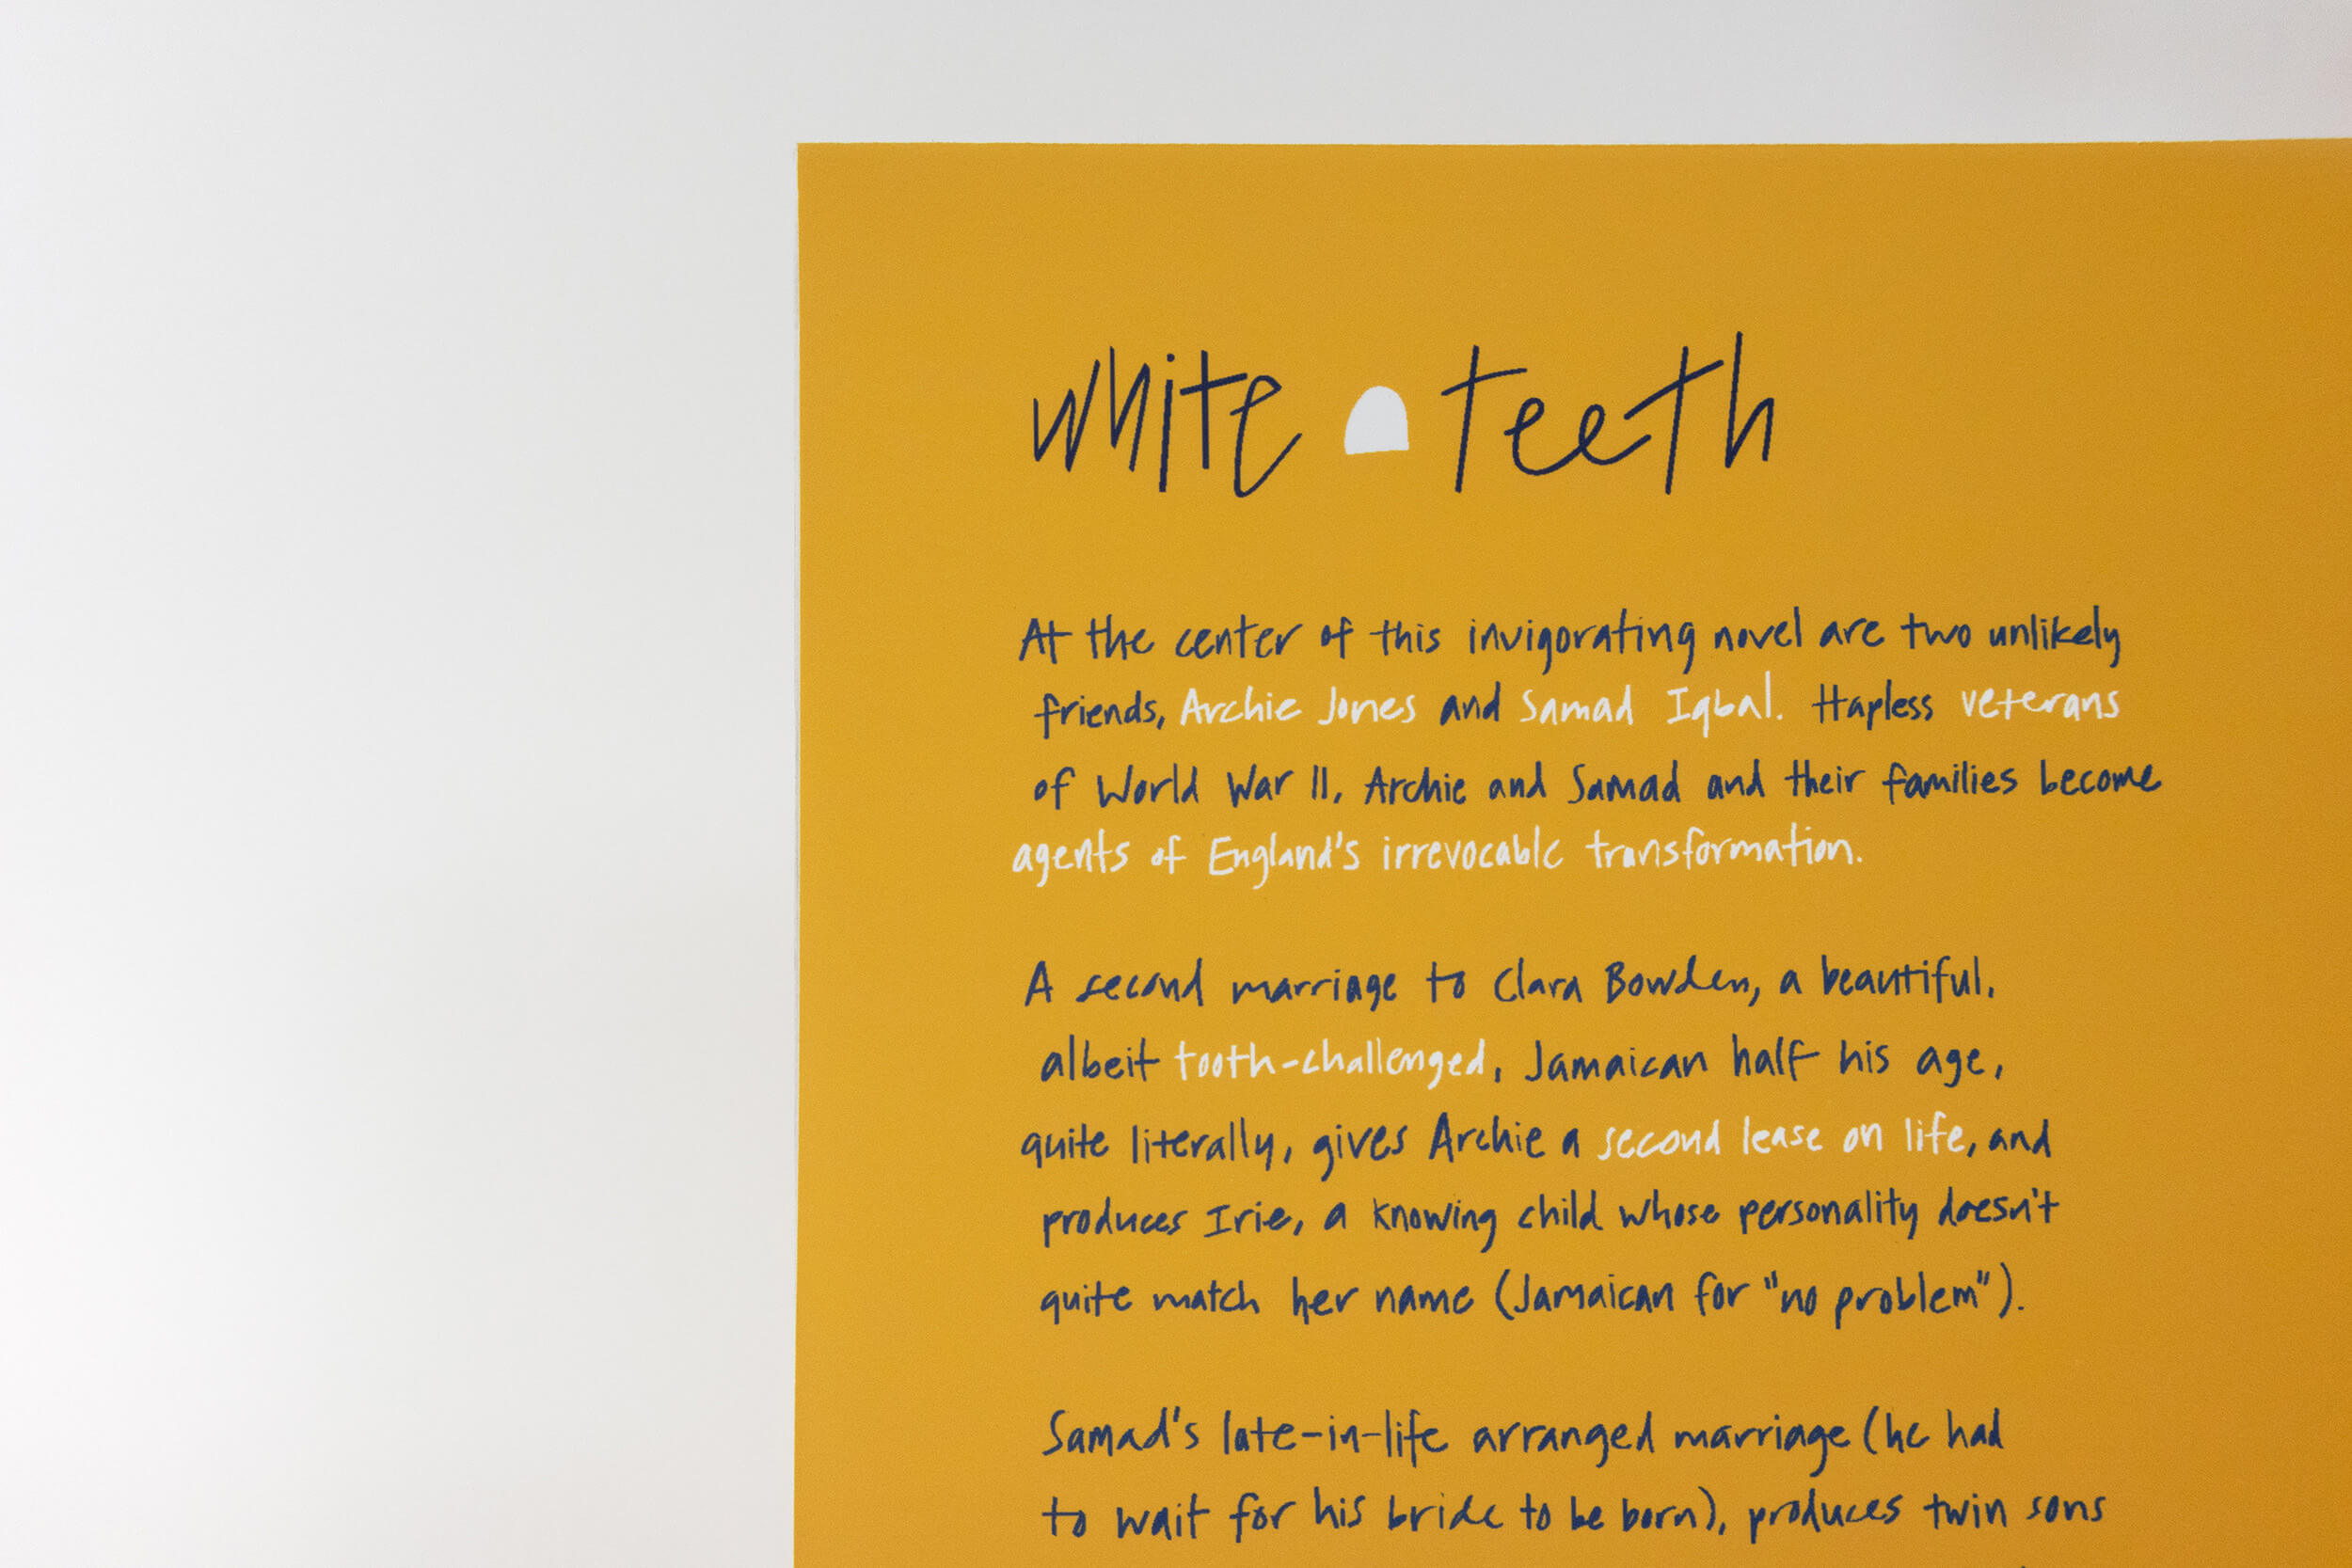 white teeth
At the center of this invigorating novel are two unlikely
friends, Archie Jones and Samad Iqbal. Hapless veterans
of World War II, Archie and Samad and their families become
agents of England's irrevocable transformation.
A second marriage to Clara Bowden, a beautiful,
albeit tooth-challenged, Jamaican half his age,
quite literally, gives Archie a second lease on life, and
produces Irie, a knowing child whose personality doesn't
quite match her name (Jamaican for "no problem").
Samad's late-in-life arranged marriage (he had
to wait for his bride to be born), produces twin sons